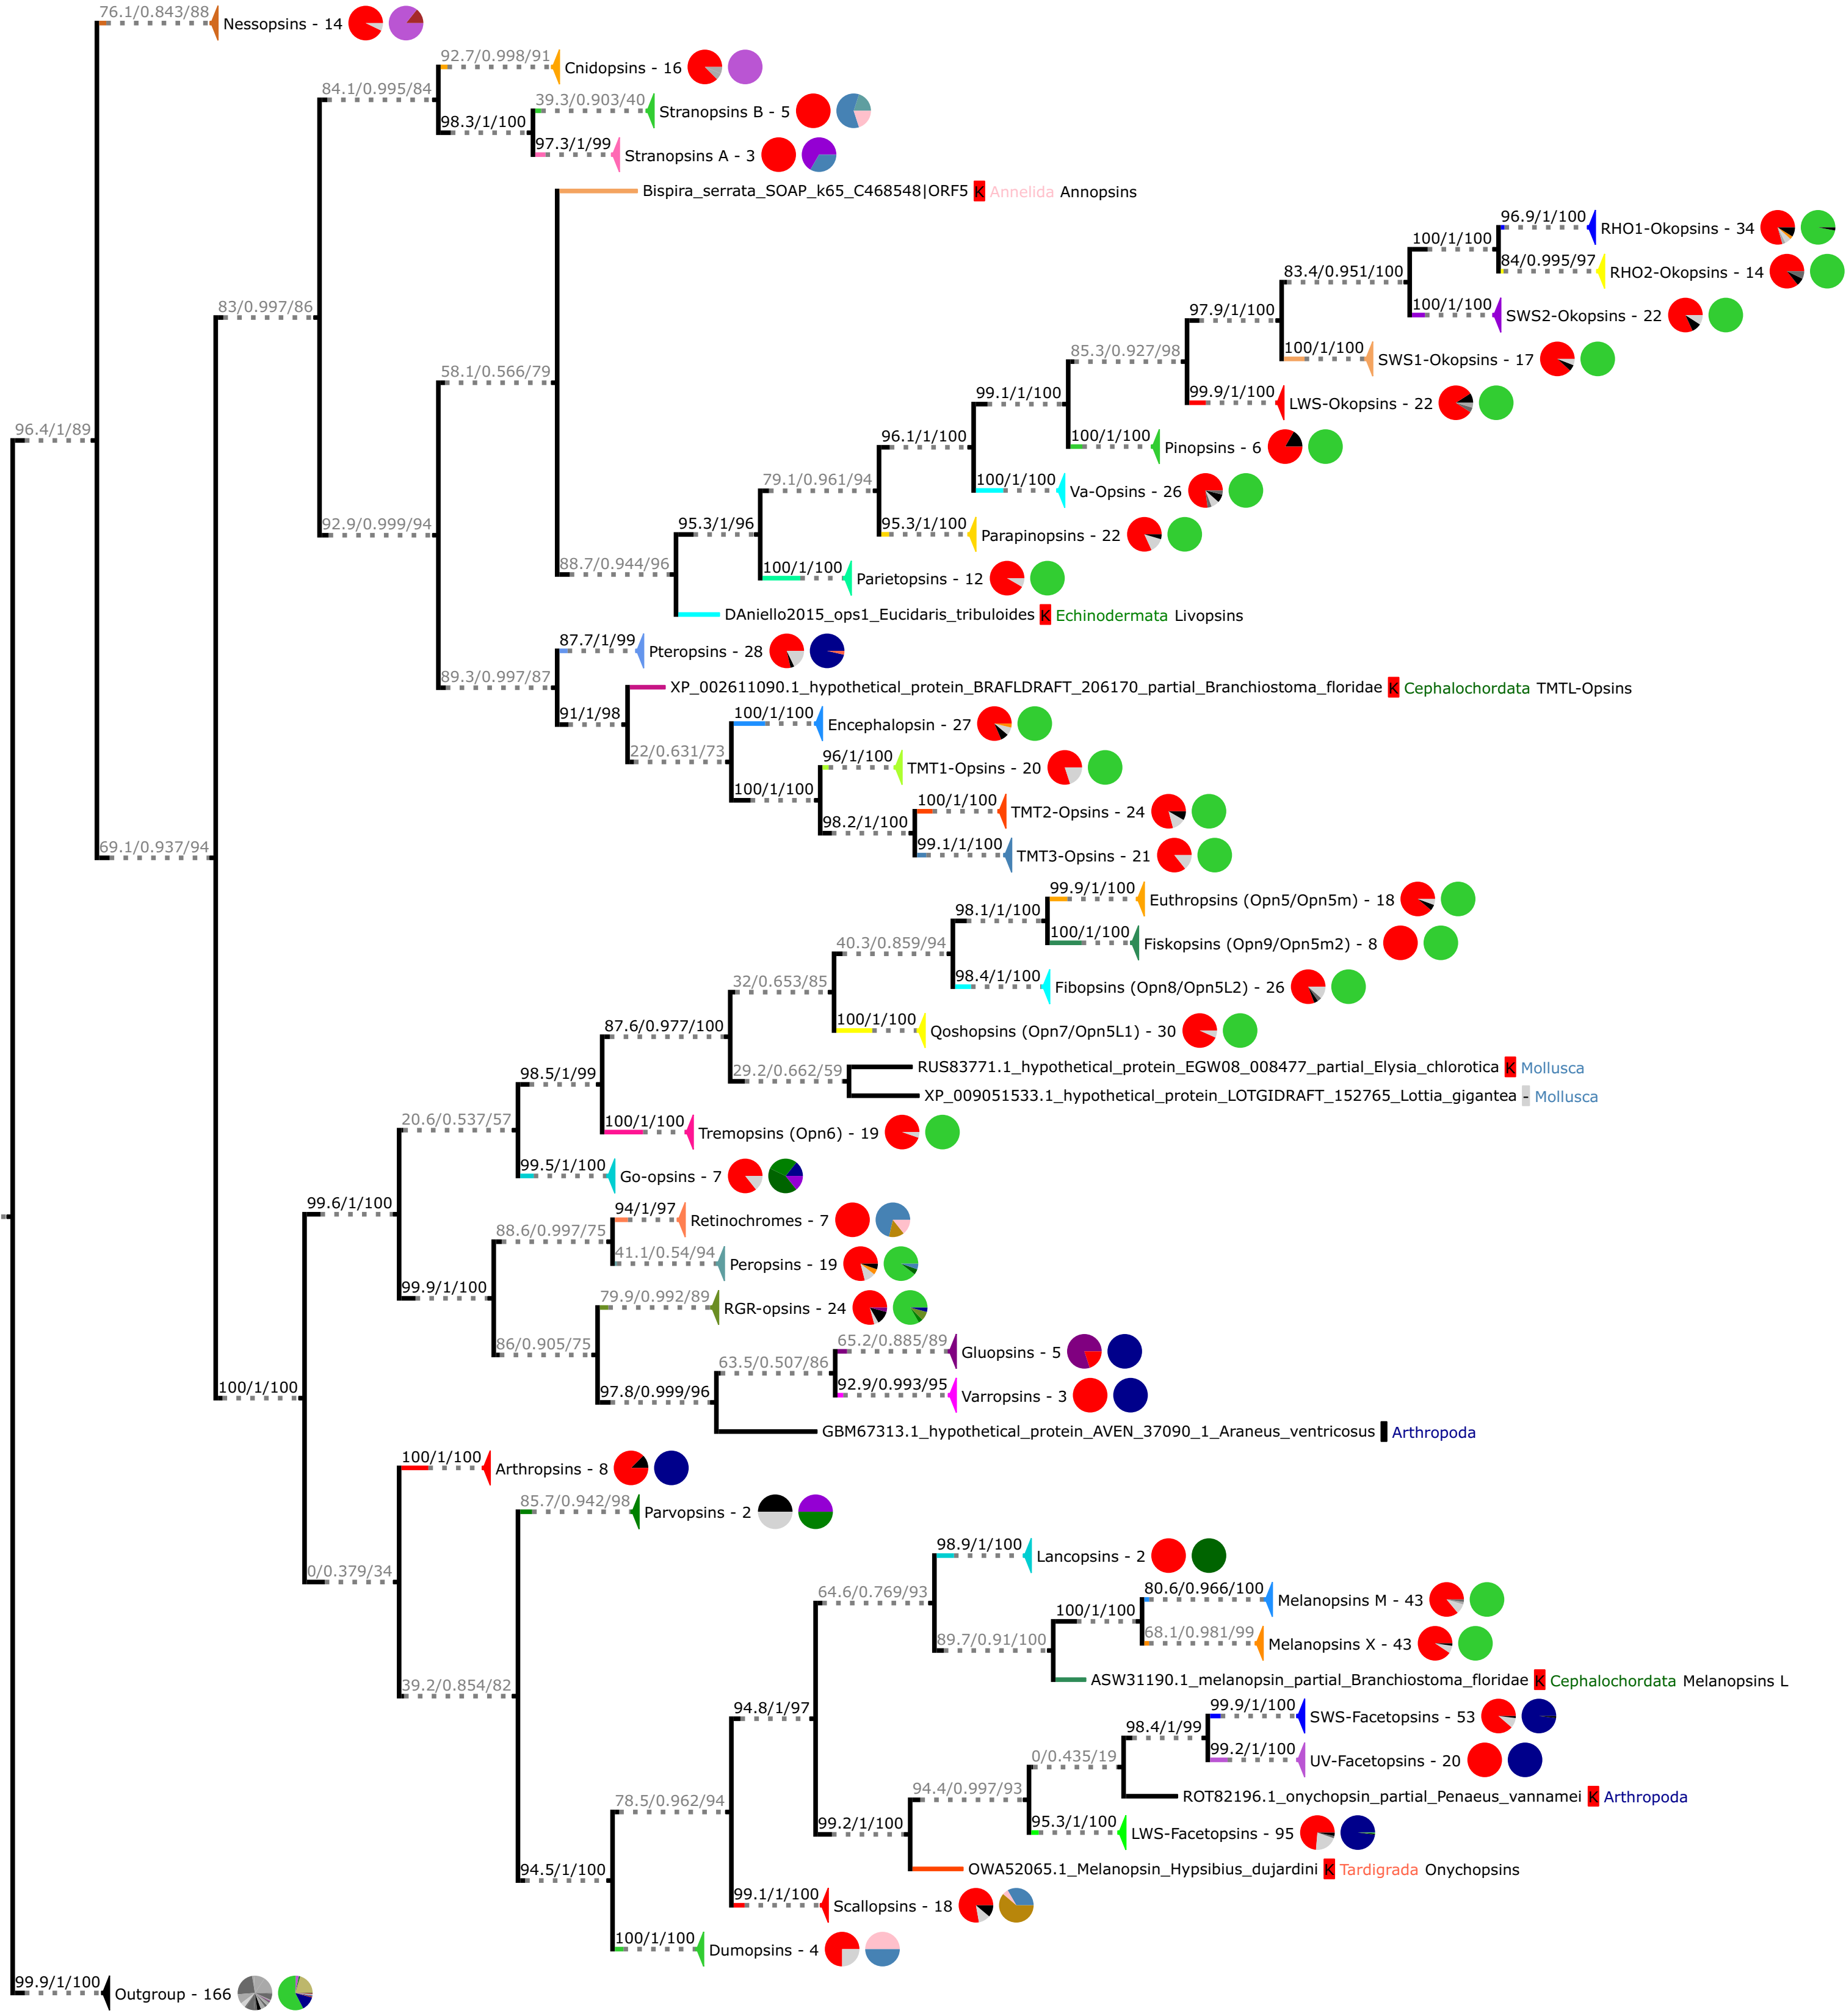 76.1/0.843/88
Nessopsins - 14
92.7/0.998/91
Cnidopsins - 16
84.1/0.995/84
39.3/0.903/40
Stranopsins B - 5
98.3/1/100
97.3/1/99
Stranopsins A - 3
Bispira_serrata_SOAP_k65_C468548|ORF5 K Annelida Annopsins
96.9/1/100
RHO1-Okopsins - 34
100/1/100
84/0.995/97
RHO2-Okopsins - 14
83.4/0.951/100
100/1/100
SWS2-Okopsins - 22
83/0.997/86
97.9/1/100
100/1/100
SWS1-Okopsins - 17
85.3/0.927/98
58.1/0.566/79
99.9/1/100
LWS-Okopsins - 22
99.1/1/100
96.4/1/89
96.1/1/100
100/1/100
Pinopsins - 6
79.1/0.961/94
100/1/100
Va-Opsins - 26
92.9/0.999/94
95.3/1/96
95.3/1/100
Parapinopsins - 22
88.7/0.944/96
100/1/100
Parietopsins - 12
DAniello2015_ops1_Eucidaris_tribuloides K Echinodermata Livopsins
87.7/1/99
Pteropsins - 28
89.3/0.997/87
XP_002611090.1_hypothetical_protein_BRAFLDRAFT_206170_partial_Branchiostoma_floridae K Cephalochordata TMTL-Opsins
91/1/98
100/1/100
Encephalopsin - 27
22/0.631/73
96/1/100
TMT1-Opsins - 20
100/1/100
100/1/100
TMT2-Opsins - 24
98.2/1/100
69.1/0.937/94
99.1/1/100
TMT3-Opsins - 21
99.9/1/100
Euthropsins (Opn5/Opn5m) - 18
98.1/1/100
100/1/100
Fiskopsins (Opn9/Opn5m2) - 8
40.3/0.859/94
98.4/1/100
Fibopsins (Opn8/Opn5L2) - 26
32/0.653/85
100/1/100
Qoshopsins (Opn7/Opn5L1) - 30
87.6/0.977/100
RUS83771.1_hypothetical_protein_EGW08_008477_partial_Elysia_chlorotica K Mollusca
29.2/0.662/59
98.5/1/99
XP_009051533.1_hypothetical_protein_LOTGIDRAFT_152765_Lottia_gigantea - Mollusca
20.6/0.537/57
100/1/100
Tremopsins (Opn6) - 19
99.5/1/100
Go-opsins - 7
99.6/1/100
94/1/97
Retinochromes - 7
88.6/0.997/75
41.1/0.54/94
Peropsins - 19
99.9/1/100
79.9/0.992/89
RGR-opsins - 24
86/0.905/75
65.2/0.885/89
Gluopsins - 5
63.5/0.507/86
92.9/0.993/95
Varropsins - 3
100/1/100
97.8/0.999/96
GBM67313.1_hypothetical_protein_AVEN_37090_1_Araneus_ventricosus Arthropoda
100/1/100
Arthropsins - 8
85.7/0.942/98
Parvopsins - 2
98.9/1/100
Lancopsins - 2
0/0.379/34
64.6/0.769/93
80.6/0.966/100
Melanopsins M - 43
100/1/100
89.7/0.91/100
68.1/0.981/99
Melanopsins X - 43
ASW31190.1_melanopsin_partial_Branchiostoma_floridae K Cephalochordata Melanopsins L
39.2/0.854/82
94.8/1/97
99.9/1/100
SWS-Facetopsins - 53
98.4/1/99
99.2/1/100
UV-Facetopsins - 20
0/0.435/19
ROT82196.1_onychopsin_partial_Penaeus_vannamei K Arthropoda
94.4/0.997/93
78.5/0.962/94
95.3/1/100
LWS-Facetopsins - 95
99.2/1/100
OWA52065.1_Melanopsin_Hypsibius_dujardini K Tardigrada Onychopsins
94.5/1/100
99.1/1/100
Scallopsins - 18
100/1/100
Dumopsins - 4
99.9/1/100
Outgroup - 166